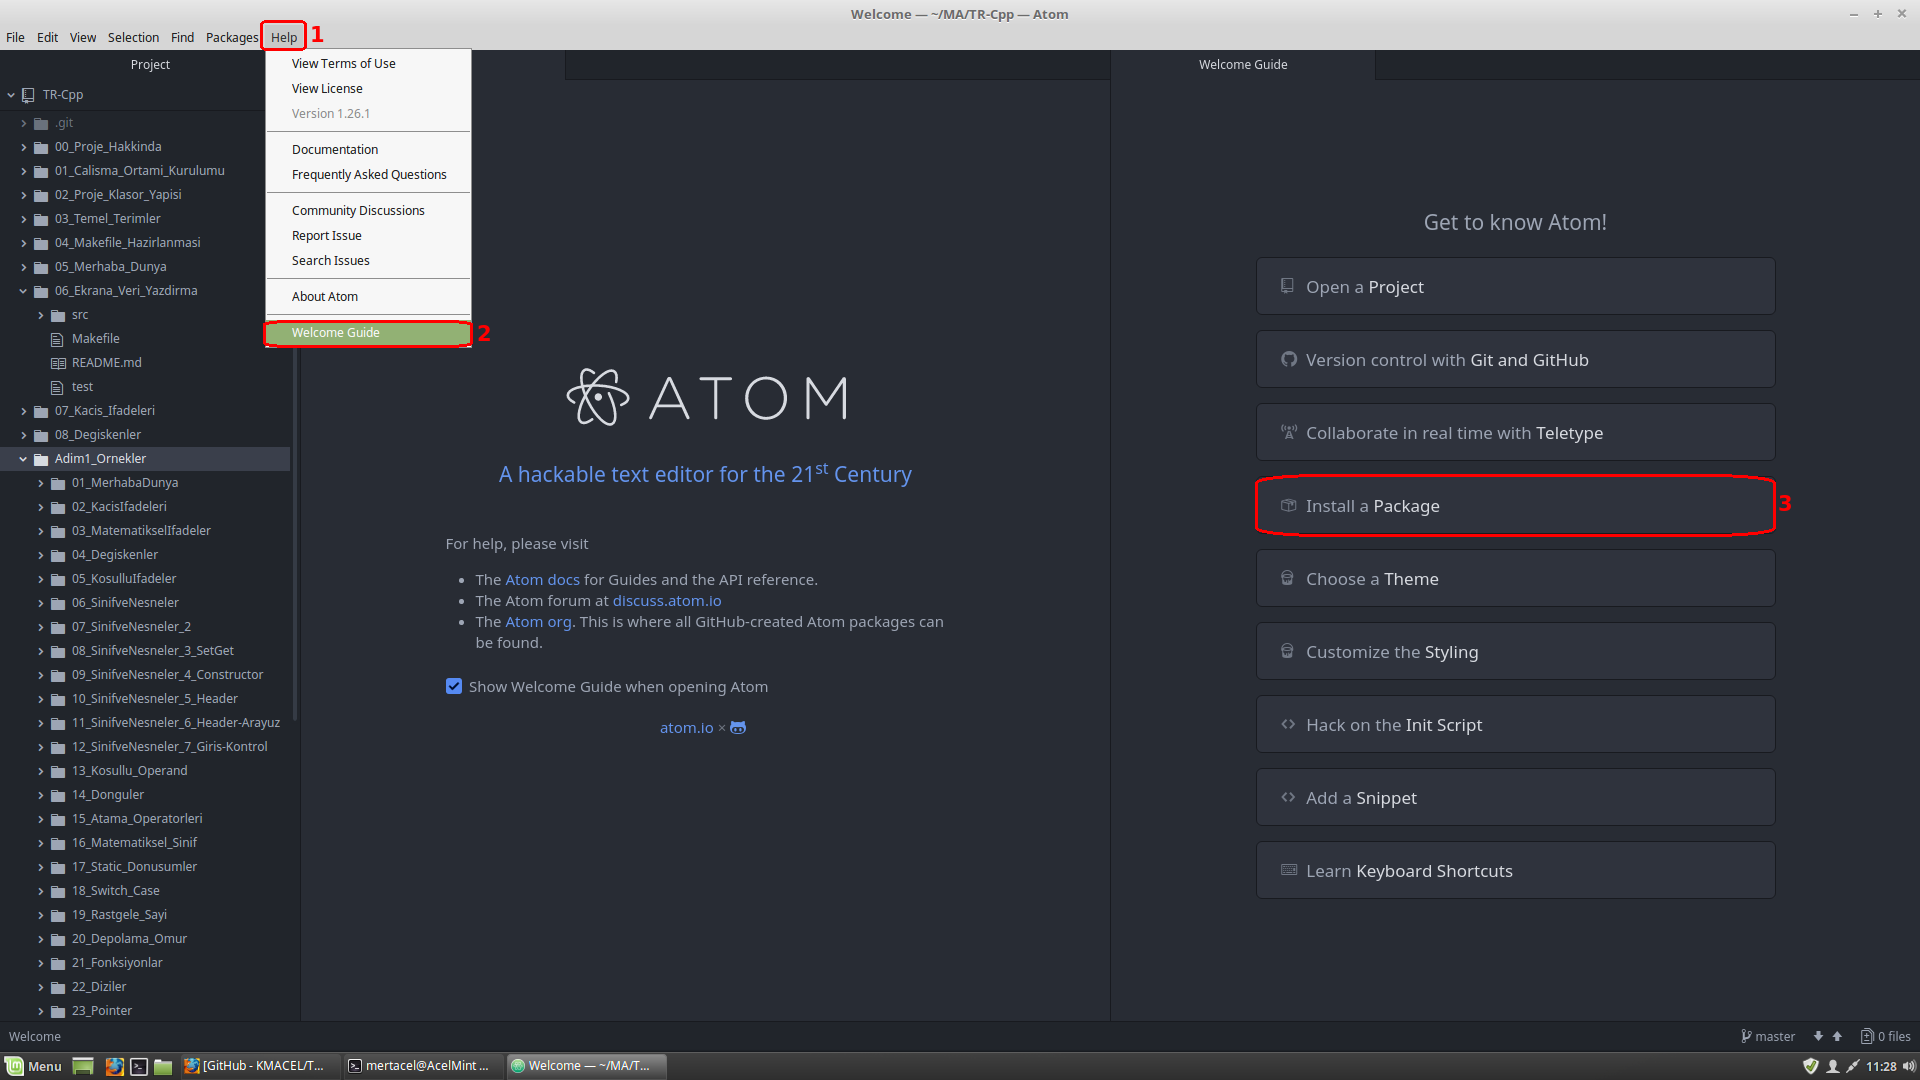 Welcome — ~/MA/TR-Cpp — Atom
File Edit View Selection Find Packages Help 1
Project
TR-Cpp
.git
00_Proje_Hakkinda
01_Calisma_Ortami_Kurulumu
02_Proje_Klasor_Yapisi
03_Temel_Terimler
04_Makefile_Hazirlanmasi
05_Merhaba_Dunya
06_Ekrana_Veri_Yazdirma
src
Makefile
README.md
test
07_Kacis_Ifadeleri
08_Degiskenler
Adim1_Ornekler
01_MerhabaDunya
02_KacisIfadeleri
03_MatematikselIfadeler
04_Degiskenler
05_KosulluIfadeler
06_SinifveNesneler
07_SinifveNesneler_2
08_SinifveNesneler_3_SetGet
09_SinifveNesneler_4_Constructor
10_SinifveNesneler_5_Header
11_SinifveNesneler_6_Header-Arayuz
12_SinifveNesneler_7_Giris-Kontrol
13_Kosullu_Operand
14_Donguler
15_Atama_Operatorleri
16_Matematiksel_Sinif
17_Static_Donusumler
18_Switch_Case
19_Rastgele_Sayi
20_Depolama_Omur
21_Fonksiyonlar
22_Diziler
23_Pointer
View Terms of Use
View License
Version 1.26.1
Documentation
Frequently Asked Questions
Community Discussions
Report Issue
Search Issues
About Atom
Welcome Guide 2
ATOM
A hackable text editor for the 21st Century
For help, please visit
• The Atom docs for Guides and the API reference.
• The Atom forum at discuss.atom.io
• The Atom org. This is where all GitHub-created Atom packages can
be found.
Show Welcome Guide when opening Atom
atom.io ×
Welcome Guide
Get to know Atom!
Open a Project
Version control with Git and GitHub
Collaborate in real time with Teletype
Install a Package 3
Choose a Theme
Customize the Styling
Hack on the Init Script
Add a Snippet
Learn Keyboard Shortcuts
Welcome
master 0 files
Menu [GitHub - KMACEL/T... mertacel@AcelMint ... Welcome — ~/MA/T... 11:28